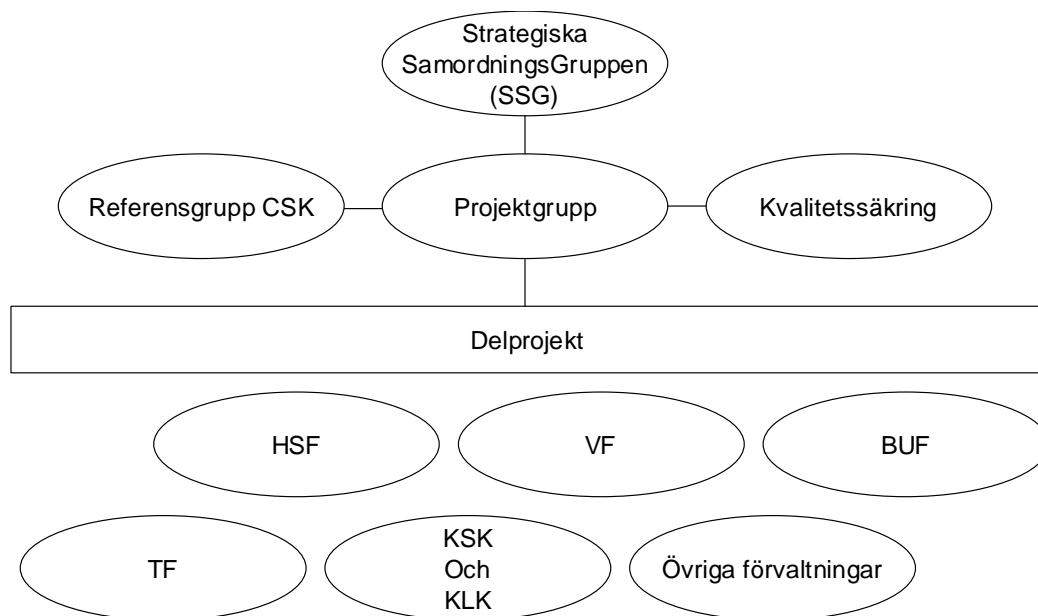 Strategiska
SamordningsGruppen
(SSG)
Referensgrupp CSK
Projektgrupp
Kvalitetssäkring
Delprojekt
HSF
VF
BUF
TF
KSK
Och
KLK
Övriga förvaltningar